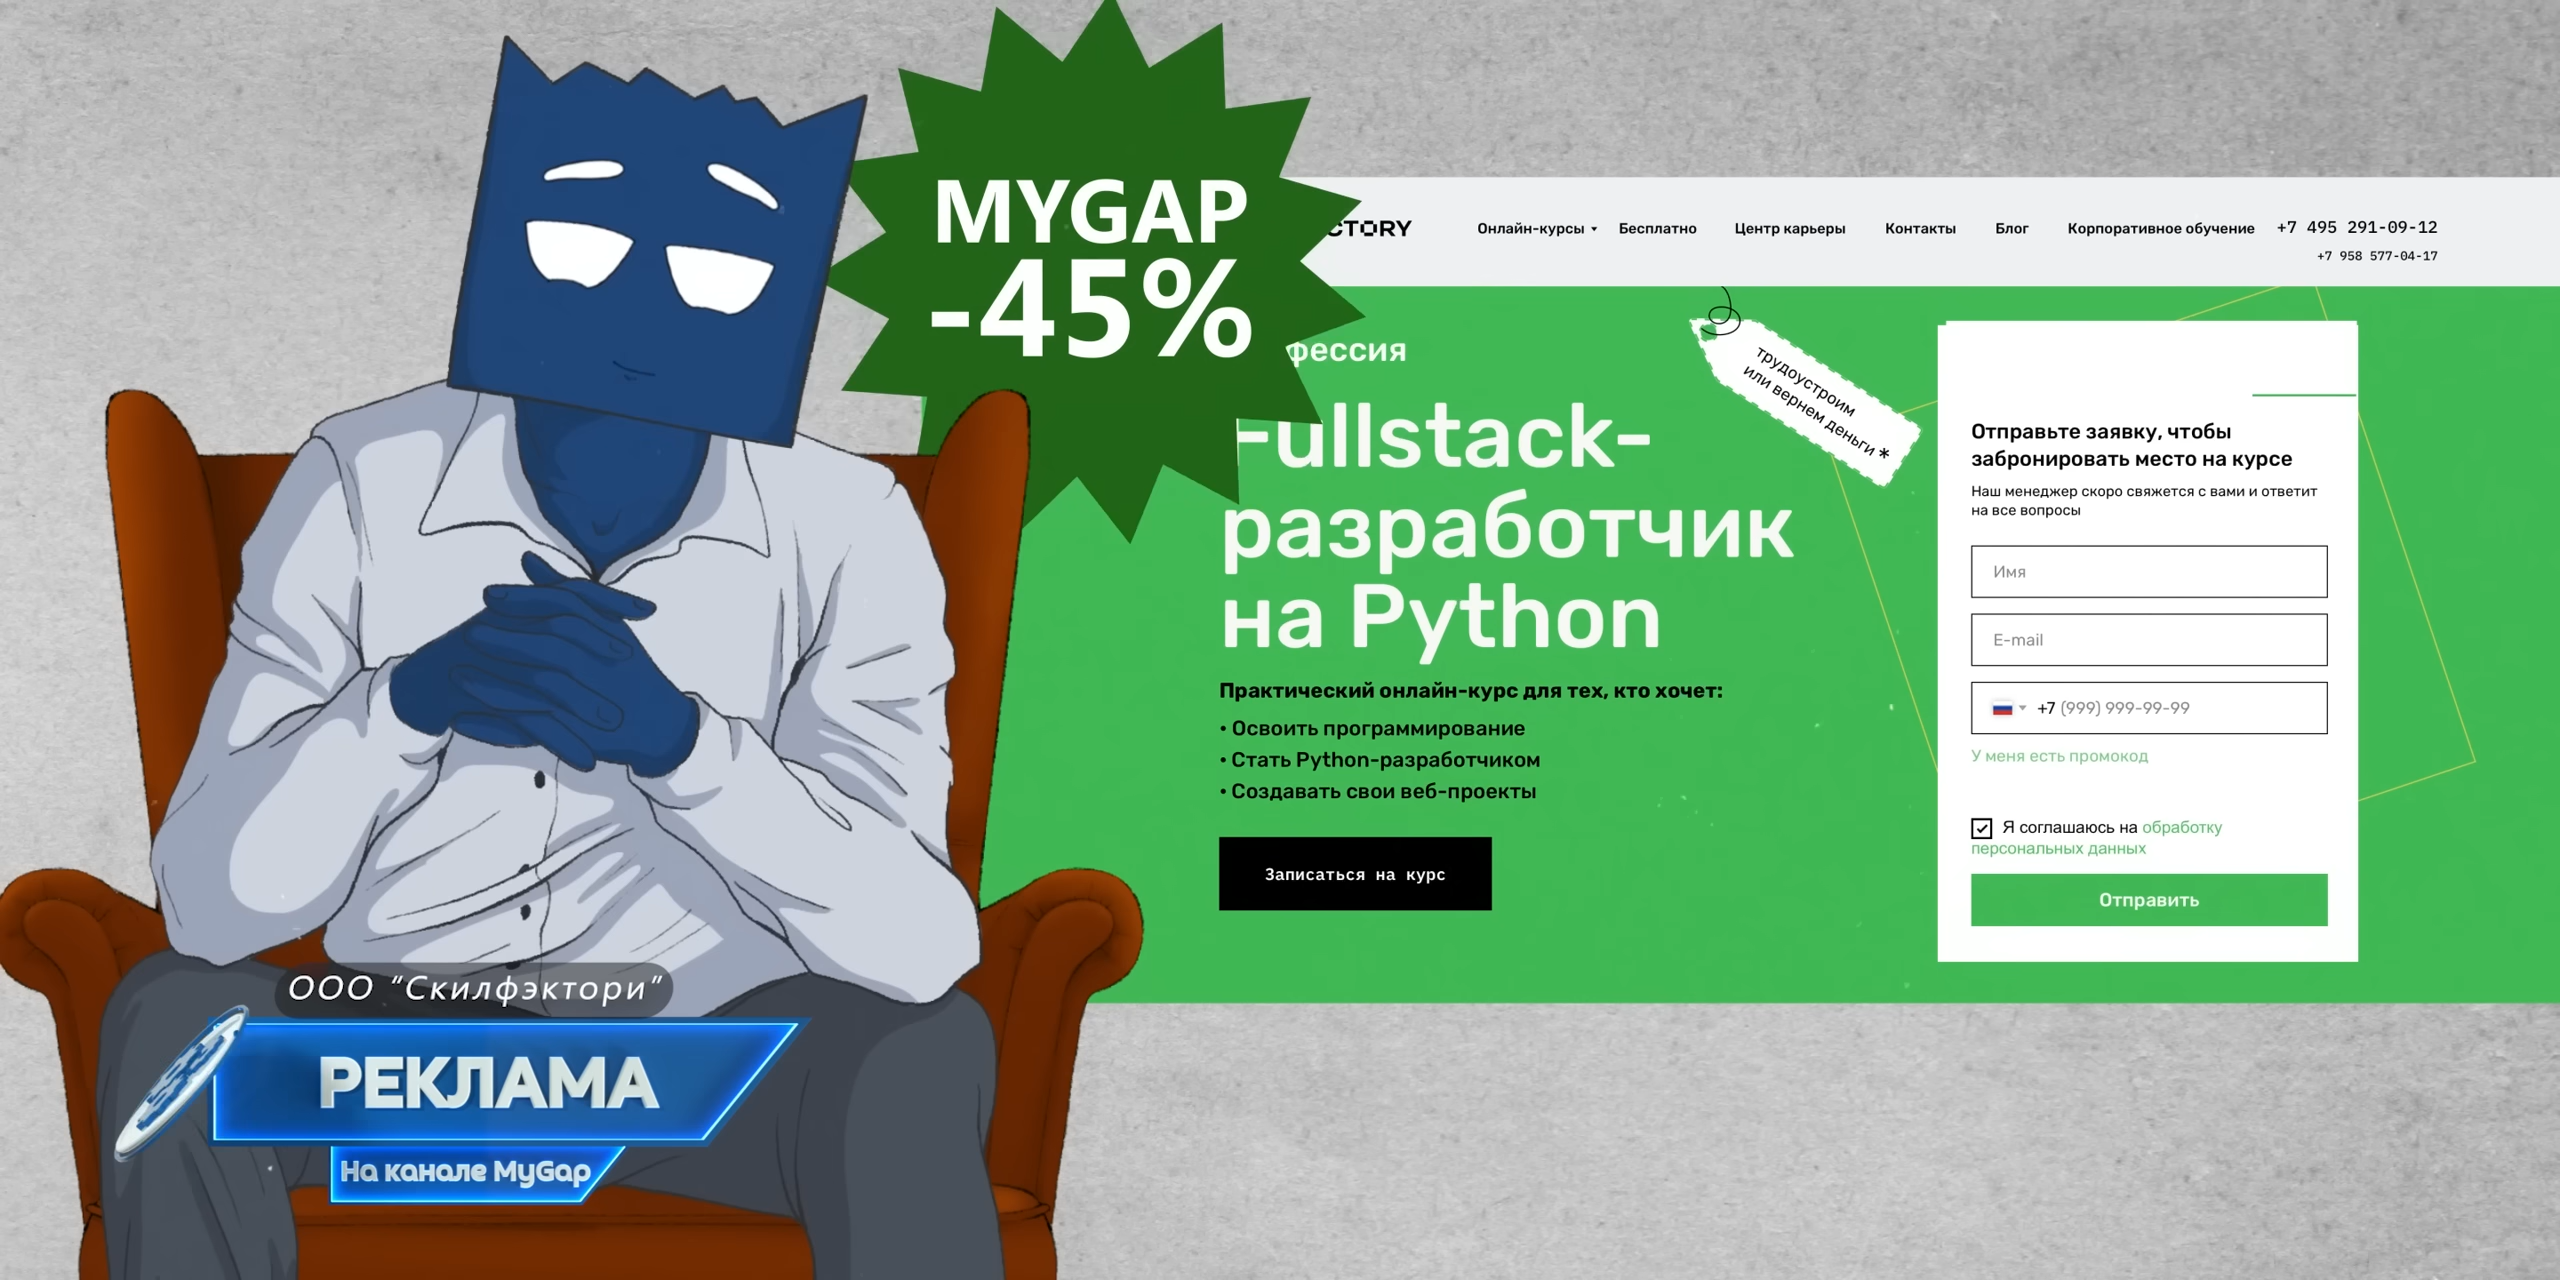 MYGAP
-45%
CTORY
Онлайн-курсы
Бесплатно
Центр карьеры
Контакты
Блог
Корпоративное обучение
+7 495 291-09-12
+7 958 577-04-17
фессия
ullstack-
разработчик
на Python
трудоустроим
или вернем деньги *
Практический онлайн-курс для тех, кто хочет:
• Освоить программирование
• Стать Python-разработчиком
• Создавать свои веб-проекты
Записаться на курс
Отправьте заявку, чтобы
забронировать место на курсе
Наш менеджер скоро свяжется с вами и ответит
на все вопросы
Имя
E-mail
+7 (999) 999-99-99
У меня есть промокод
Я соглашаюсь на обработку
персональных данных
Отправить
ООО "Скилфэктори"
РЕКЛАМА
На канале MyGap